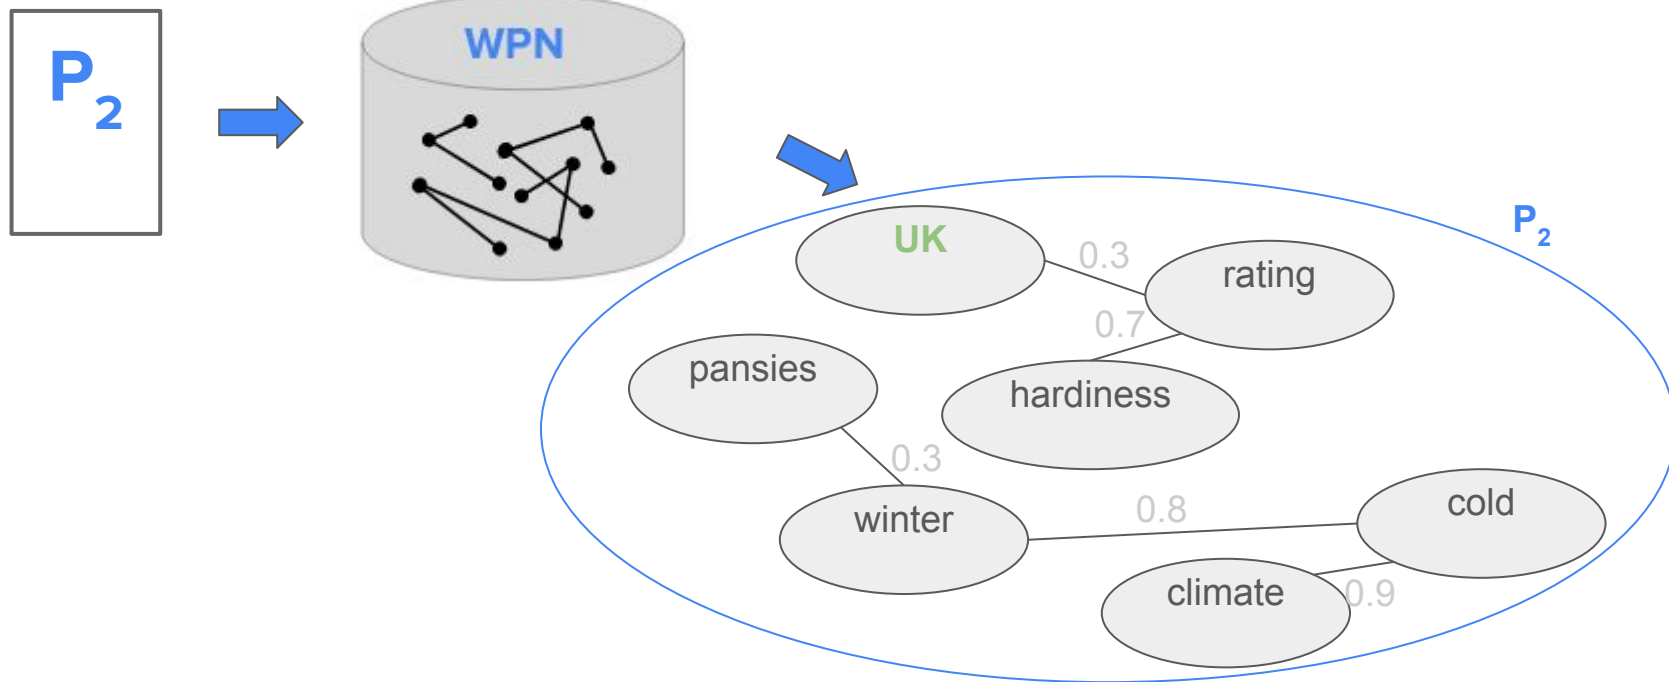 P₂
WPN
P₂
UK
0.3
rating
0.7
pansies
hardiness
0.3
winter
0.8
cold
climate
0.9